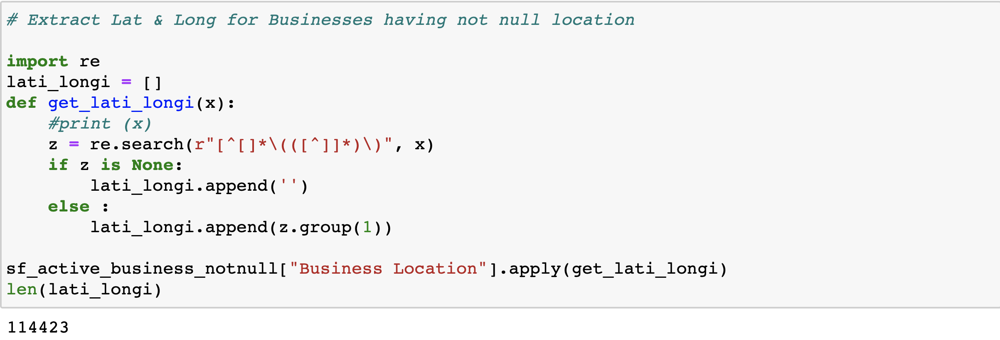 # Extract Lat & Long for Businesses having not null location
import re
lati_longi = []
def get_lati_longi(x):
    #print (x)
    z = re.search(r"[^[]*\(([^]]*)\)", x)
    if z is None:
        lati_longi.append('')
    else :
        lati_longi.append(z.group(1))
sf_active_business_notnull["Business Location"].apply(get_lati_longi)
len(lati_longi)
114423